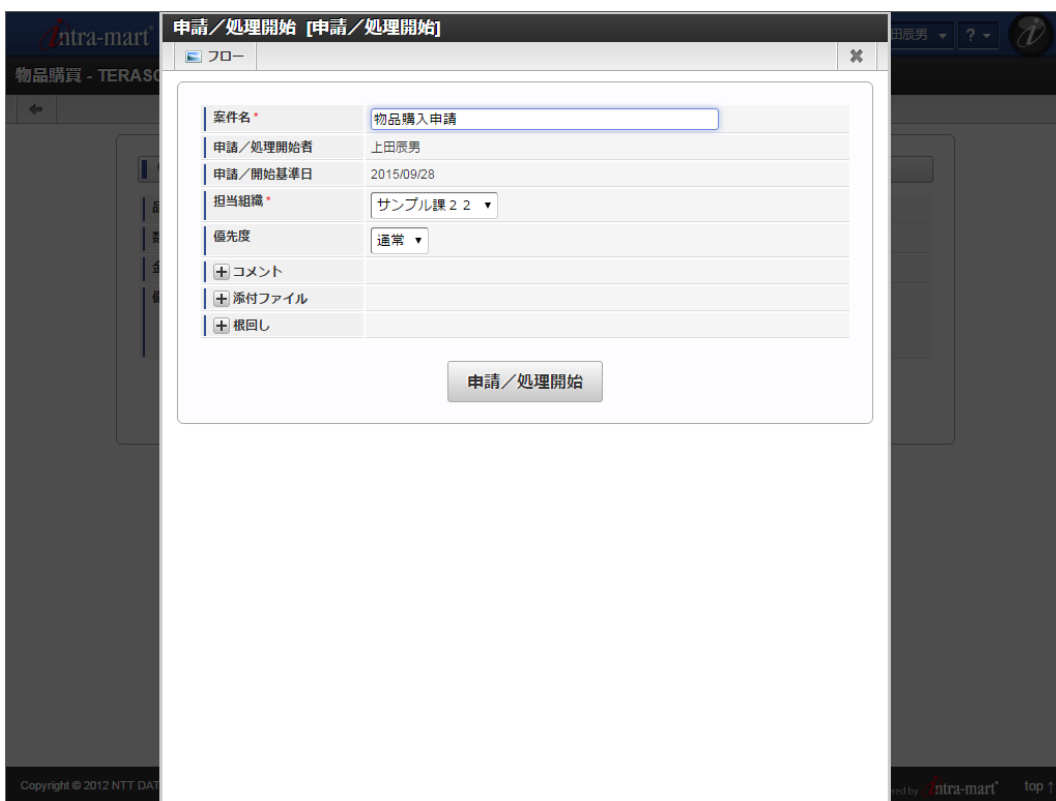 intra-mart
申請／処理開始 [申請／処理開始]
田辰男 ? 
物品購買 - TERASO
フロー
案件名*
物品購入申請
申請／処理開始者
上田辰男
申請／開始基準日
2015/09/28
担当組織*
サンプル課２２
優先度
通常
コメント
添付ファイル
根回し
申請／処理開始
Copyright © 2012 NTT DAT
intra-mart
top ↑